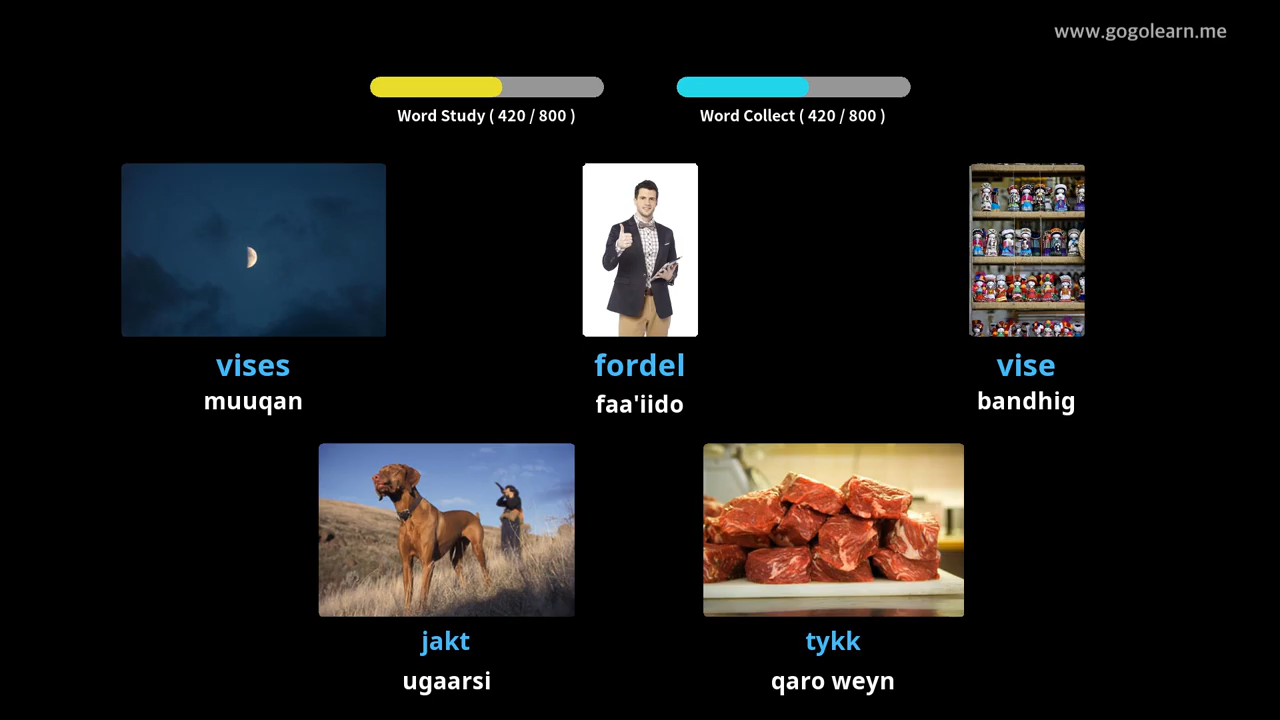 www.gogolearn.me
Word Study ( 420 / 800 )
Word Collect ( 420 / 800 )
vises
muuqan
fordel
faa'iido
vise
bandhig
jakt
ugaarsi
tykk
qaro weyn